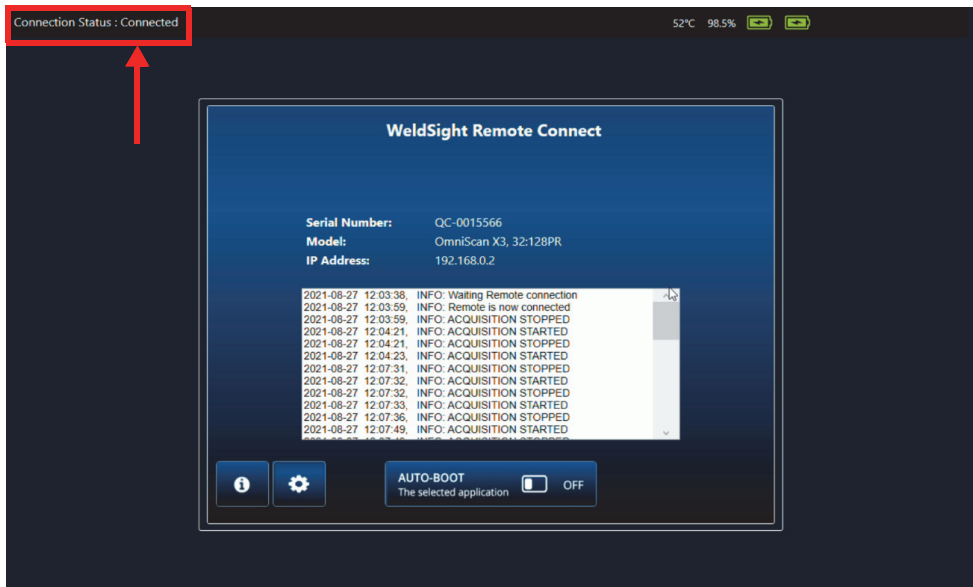 Connection Status : Connected
52°C 98.5%
WeldSight Remote Connect
Serial Number: QC-0015566
Model: OmniScan X3, 32:128PR
IP Address: 192.168.0.2
2021-08-27 12:03:38, INFO: Waiting Remote connection
2021-08-27 12:03:59, INFO: Remote is now connected
2021-08-27 12:03:59, INFO: ACQUISITION STOPPED
2021-08-27 12:04:21, INFO: ACQUISITION STARTED
2021-08-27 12:04:21, INFO: ACQUISITION STOPPED
2021-08-27 12:04:23, INFO: ACQUISITION STARTED
2021-08-27 12:07:31, INFO: ACQUISITION STOPPED
2021-08-27 12:07:32, INFO: ACQUISITION STARTED
2021-08-27 12:07:32, INFO: ACQUISITION STOPPED
2021-08-27 12:07:33, INFO: ACQUISITION STARTED
2021-08-27 12:07:36, INFO: ACQUISITION STOPPED
2021-08-27 12:07:49, INFO: ACQUISITION STARTED
AUTO-BOOT
The selected application
OFF